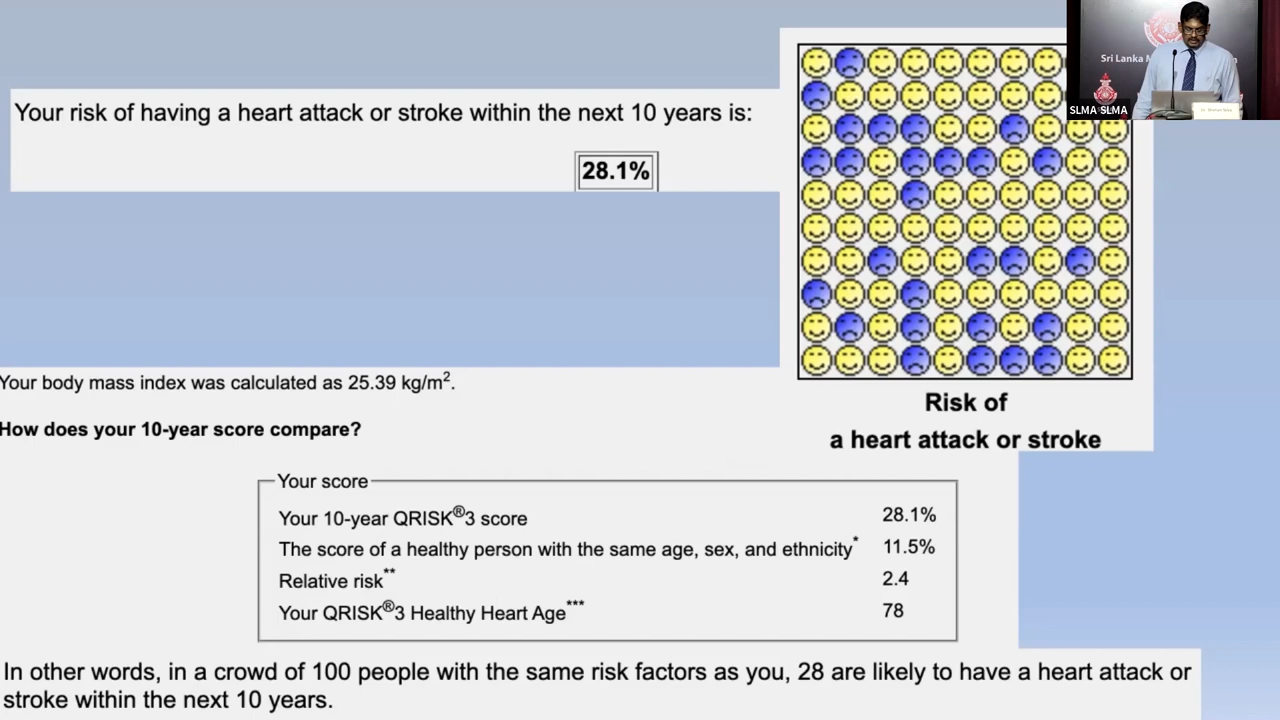 Your risk of having a heart attack or stroke within the next 10 years is:
28.1%
Sri Lanka
SLMA SLMA
Risk of
a heart attack or stroke
Your body mass index was calculated as 25.39 kg/m².
How does your 10-year score compare?
Your score
Your 10-year QRISK®3 score 28.1%
The score of a healthy person with the same age, sex, and ethnicity* 11.5%
Relative risk** 2.4
Your QRISK®3 Healthy Heart Age*** 78
In other words, in a crowd of 100 people with the same risk factors as you, 28 are likely to have a heart attack or
stroke within the next 10 years.